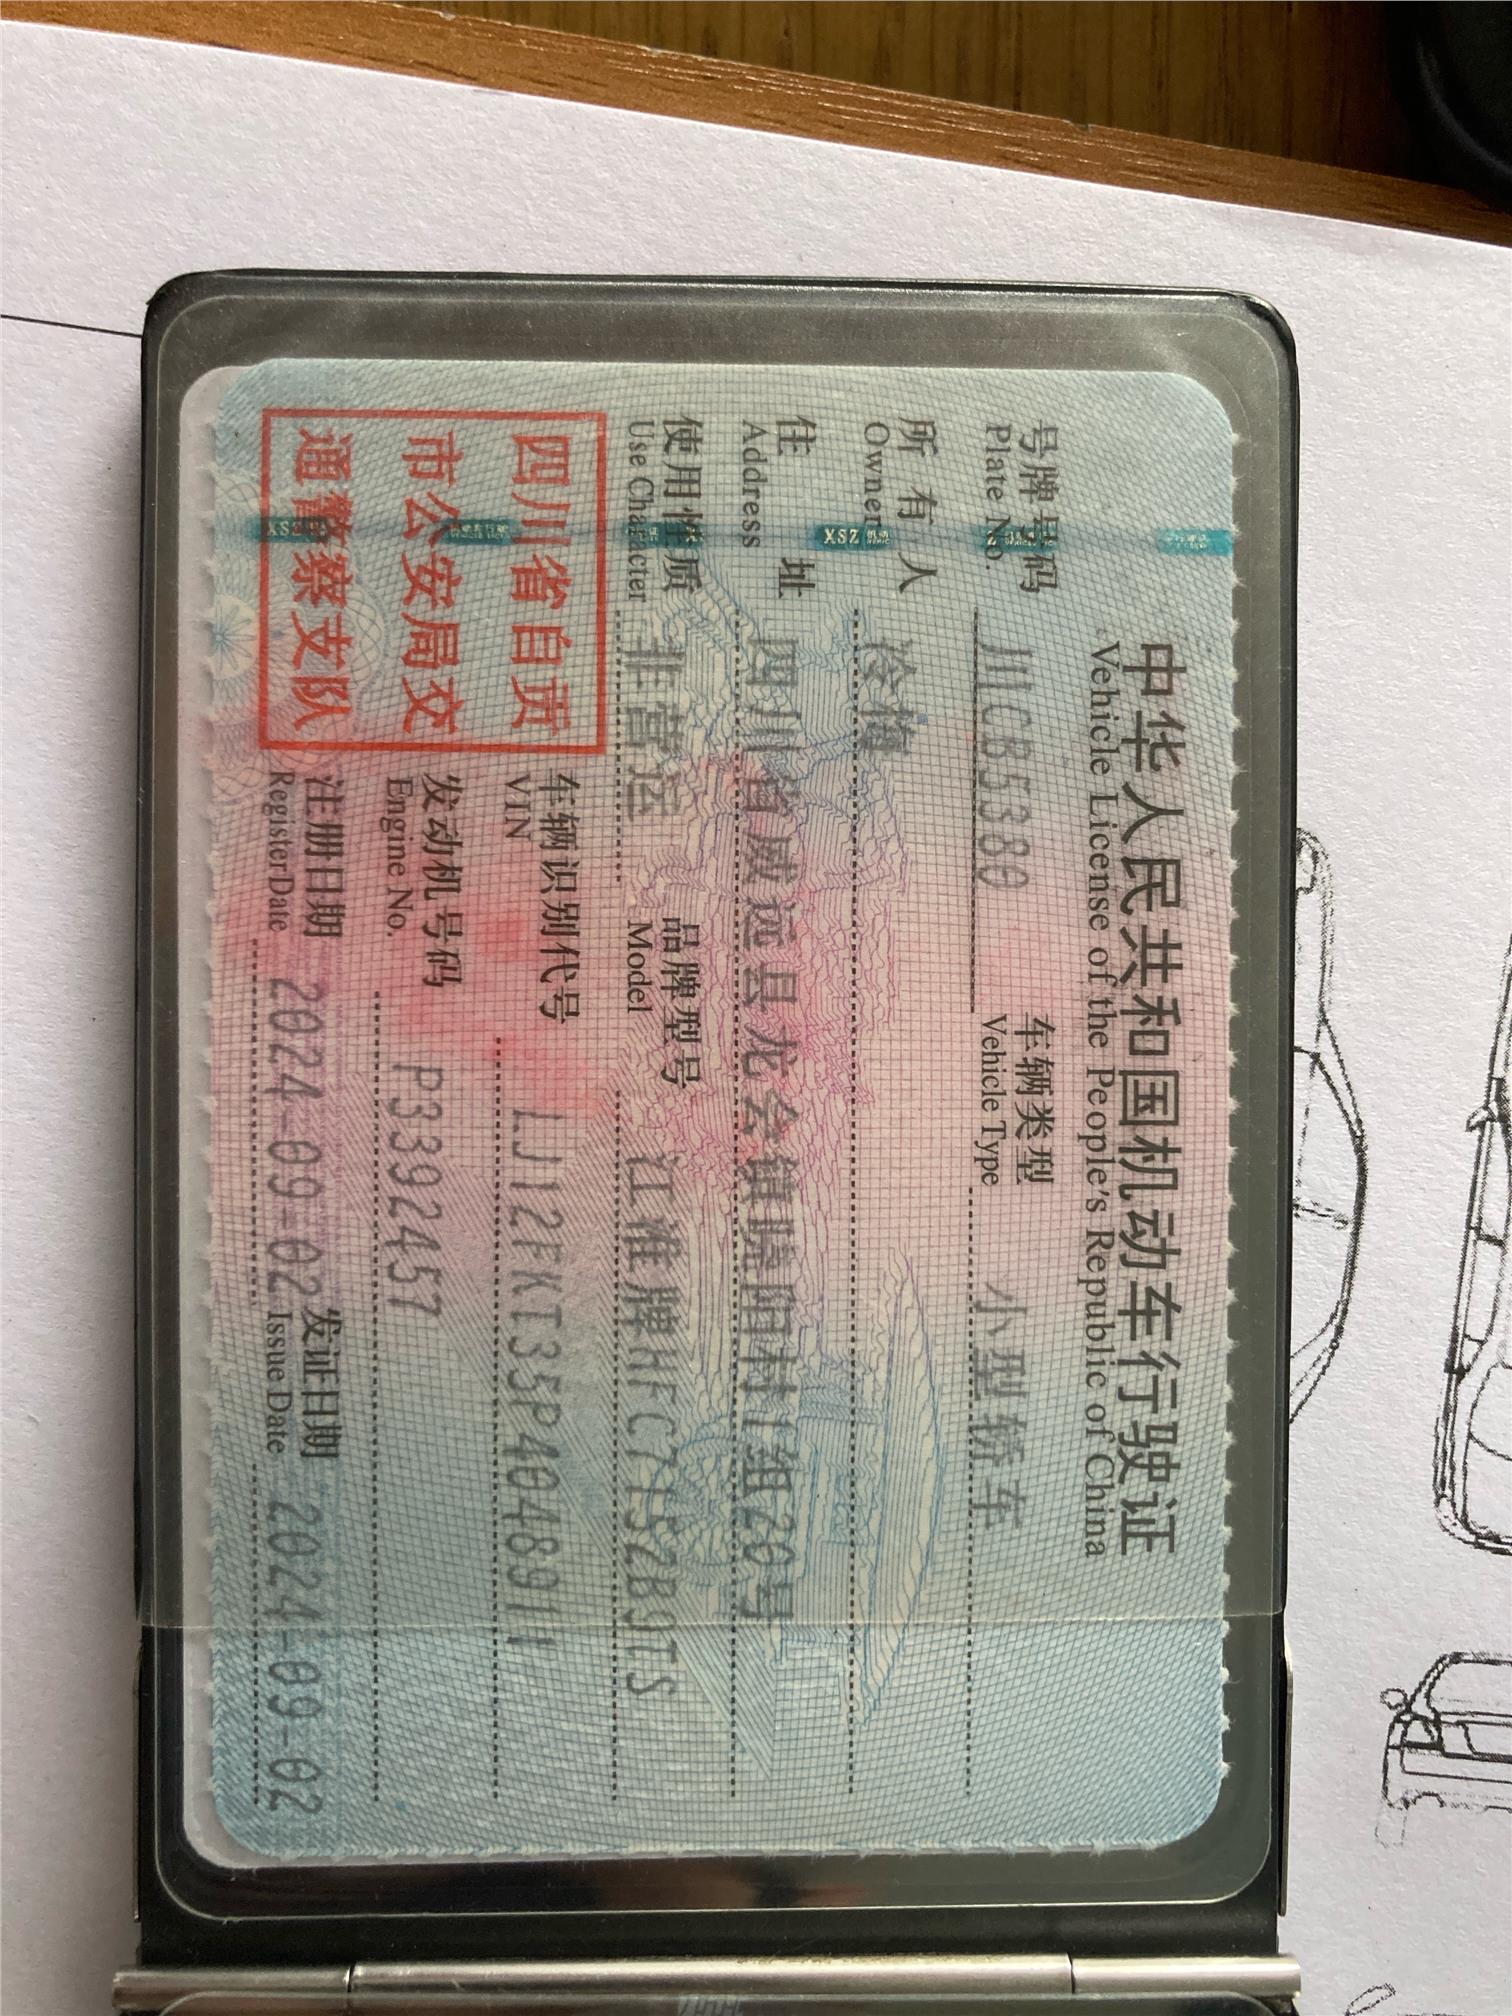 中华人民共和国机动车行驶证
Vehicle License of the People's Republic of China
号牌号码 川CB5380 车辆类型 小型轿车
Plate No. Vehicle Type
所有人 冷梅
Owner
住址 四川省威远县龙会镇晓阳村1组26号
Address
使用性质 非营运 品牌型号 江淮牌HFC7152B3TS
Use Character Model
四川省自贡
市公安局交
通警察支队
车辆识别代号 LJ12FKT35P4048911
VIN
发动机号码 P3392457
Engine No.
注册日期 2024-09-02 发证日期 2024-09-02
Register Date Issue Date